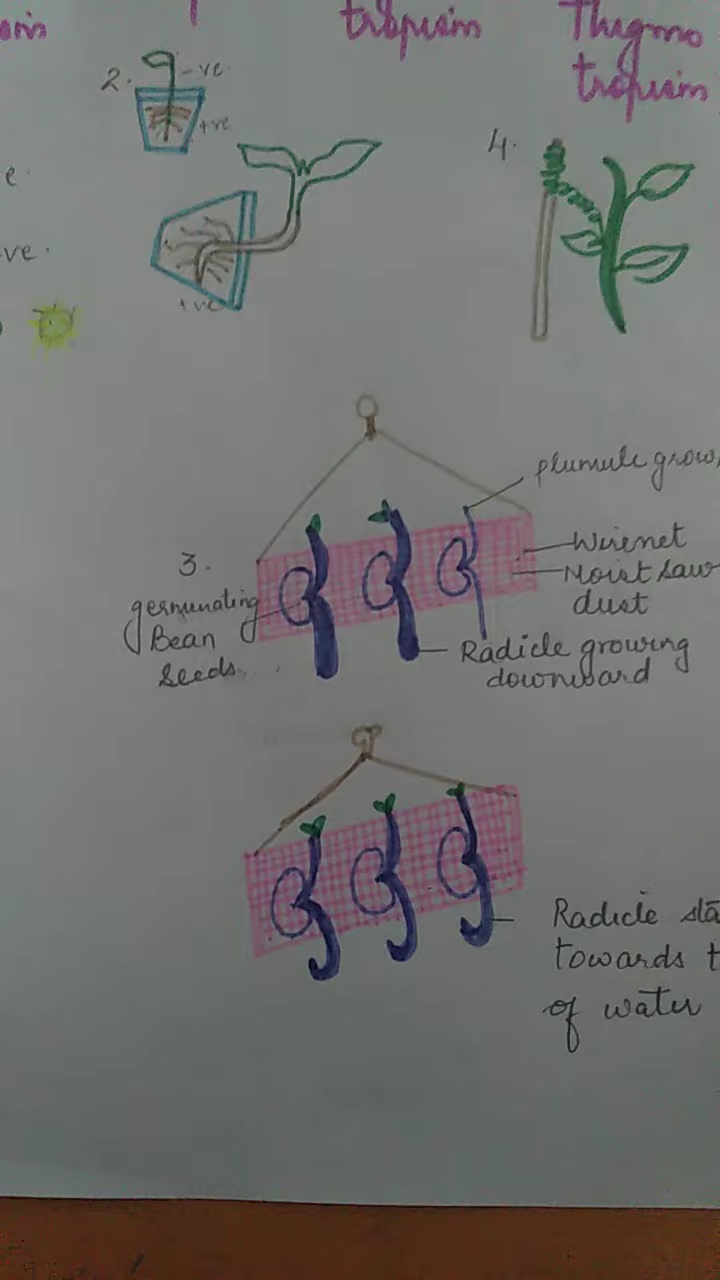 tropism
Thigmo
tropism
2.
-ve
+ve
4.
e.
ve.
+ve
3.
plumule grow
Wirenet
Moist saw
dust
germinating
Bean
seeds.
Radicle growing
downward
Radicle sta
towards t
of water